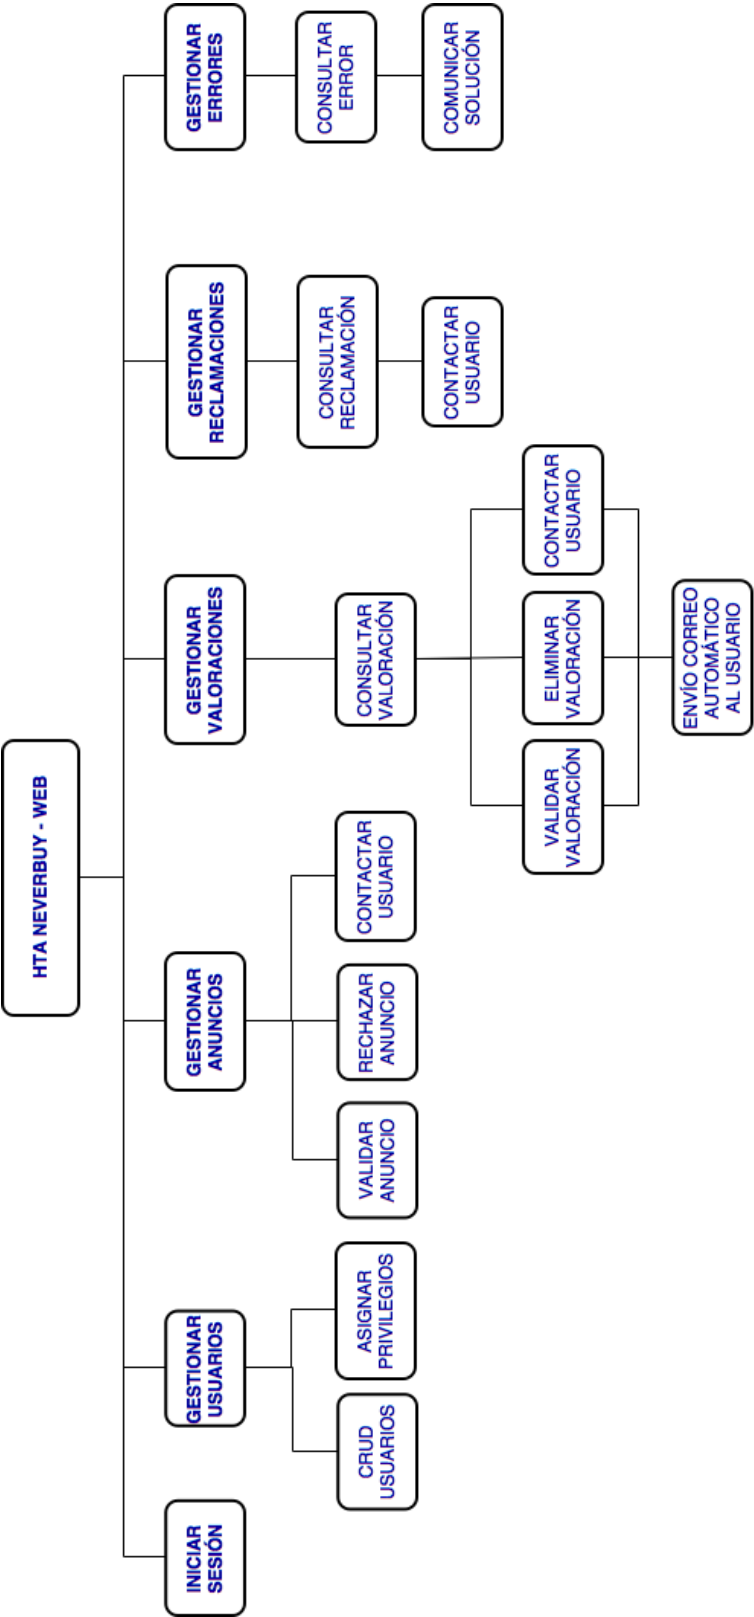 HTA NEVERBUY - WEB
INICIAR
SESIÓN
GESTIONAR
USUARIOS
GESTIONAR
ANUNCIOS
GESTIONAR
VALORACIONES
GESTIONAR
RECLAMACIONES
GESTIONAR
ERRORES
CRUD
USUARIOS
ASIGNAR
PRIVILEGIOS
VALIDAR
ANUNCIO
RECHAZAR
ANUNCIO
CONTACTAR
USUARIO
CONSULTAR
VALORACIÓN
CONSULTAR
RECLAMACIÓN
CONSULTAR
ERROR
CONTACTAR
USUARIO
COMUNICAR
SOLUCIÓN
VALIDAR
VALORACIÓN
ELIMINAR
VALORACIÓN
CONTACTAR
USUARIO
ENVÍO CORREO
AUTOMÁTICO
AL USUARIO